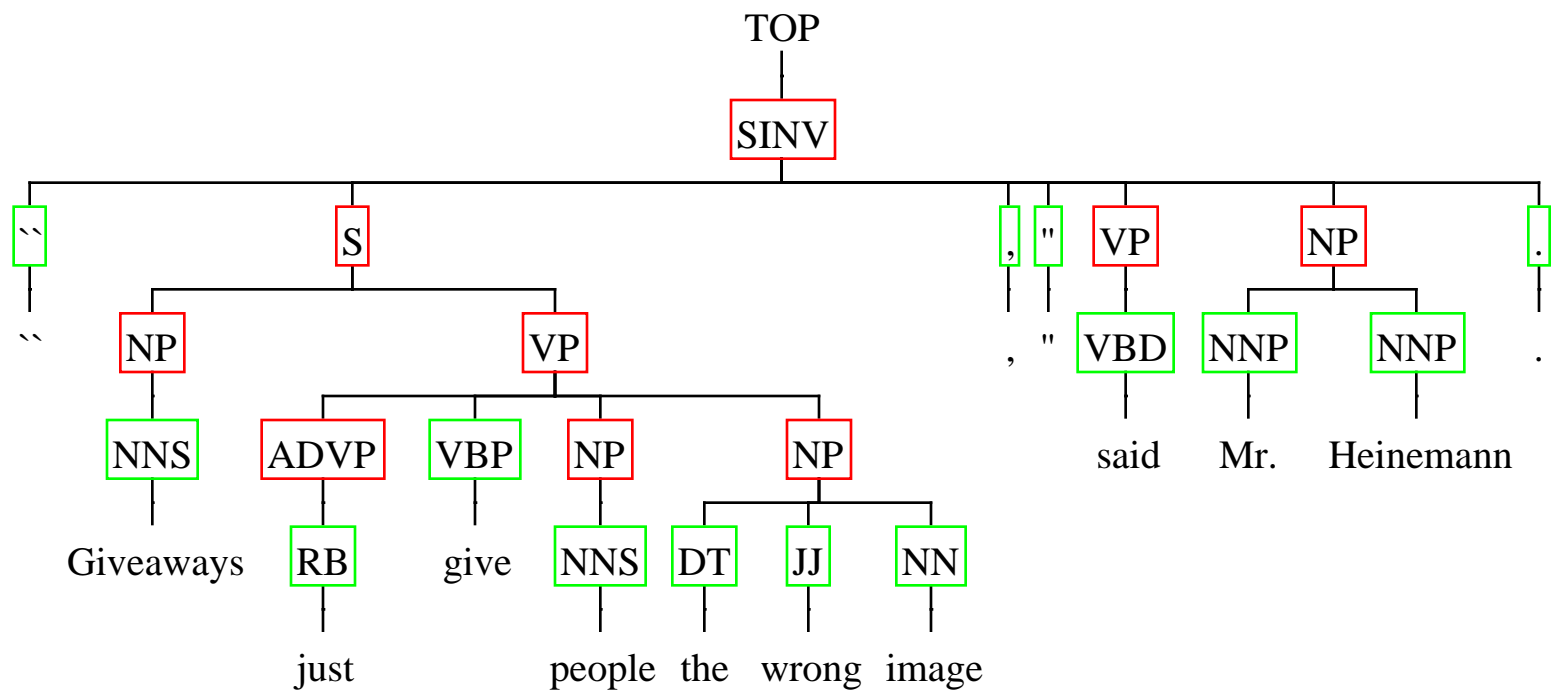 TOP
SINV
`` S , " VP NP .
`` NP VP , " VBD NNP NNP .
NNS ADVP VBP NP NP said Mr. Heinemann
Giveaways RB give NNS DT JJ NN
just people the wrong image